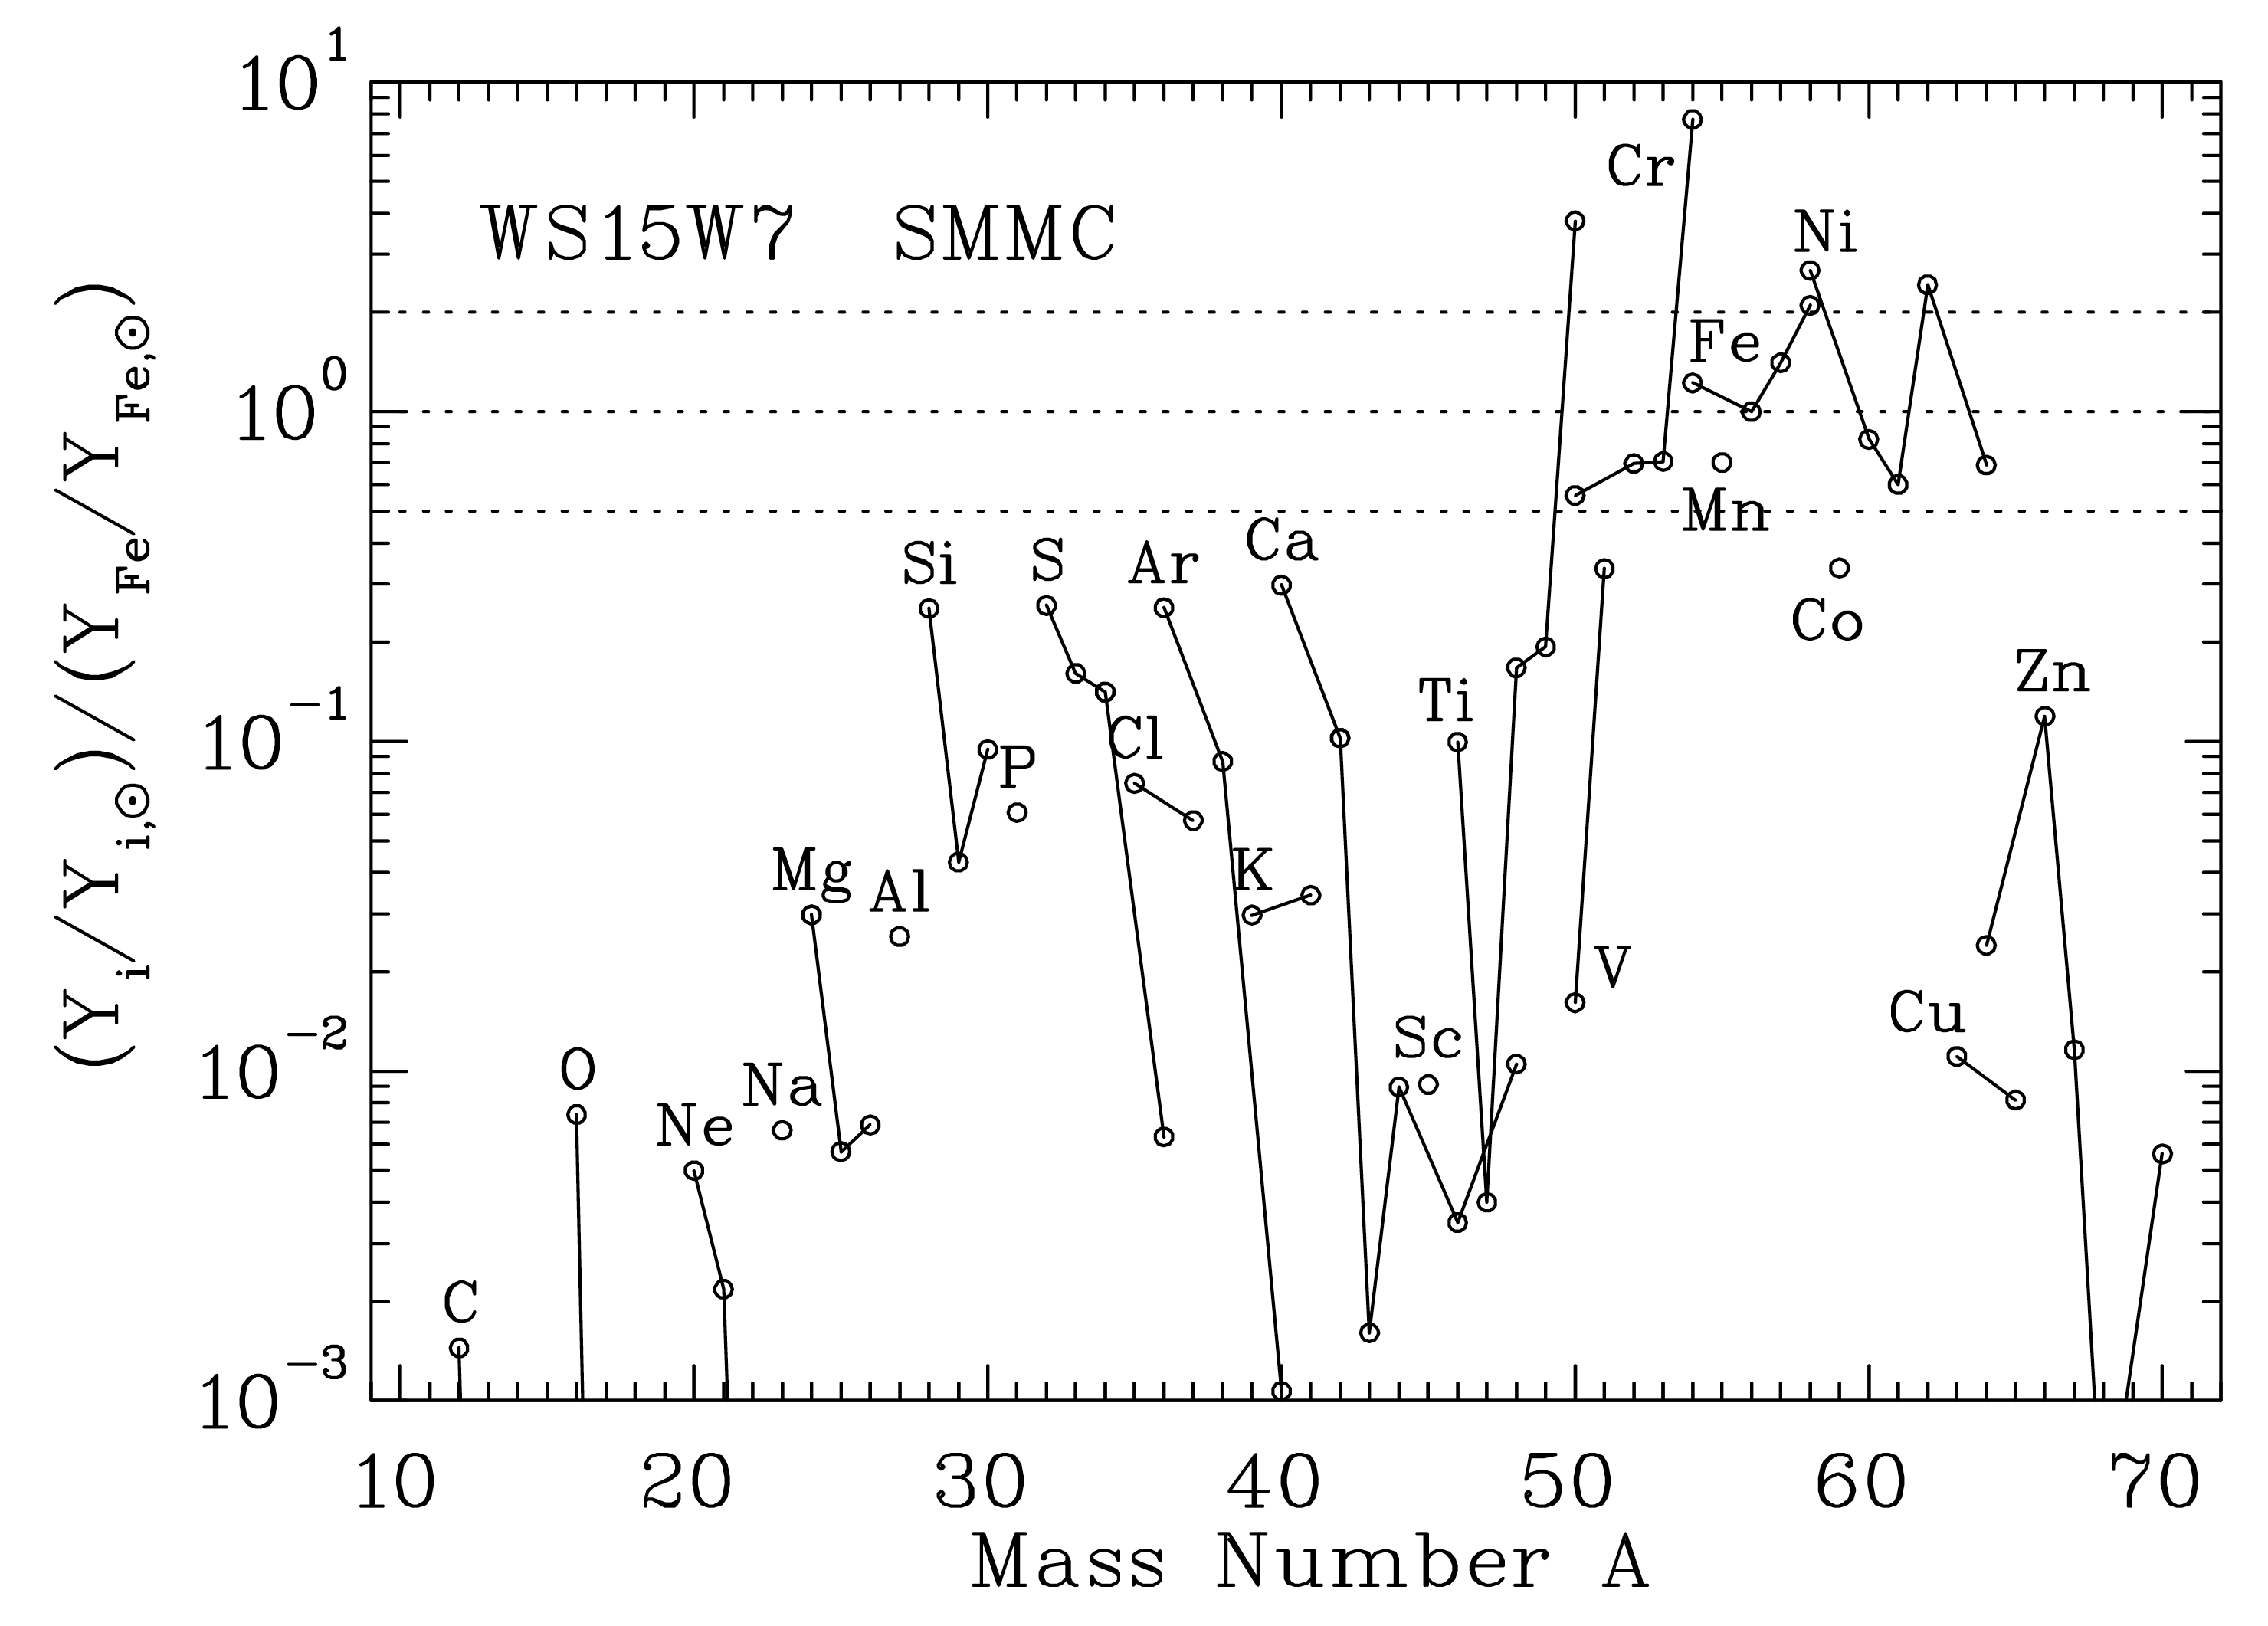 10^1
WS15W7 SMMC
Cr
Ni
Fe
10^0
Mn
Si
S
Ar
Ca
Co
Ti
Zn
10^-1
Cl
P
Mg
Al
K
V
Cu
Sc
10^-2
O
Na
Ne
C
10^-3
(Y_i/Y_i,⊙)/(Y_Fe/Y_Fe,⊙)
10 20 30 40 50 60 70
Mass Number A